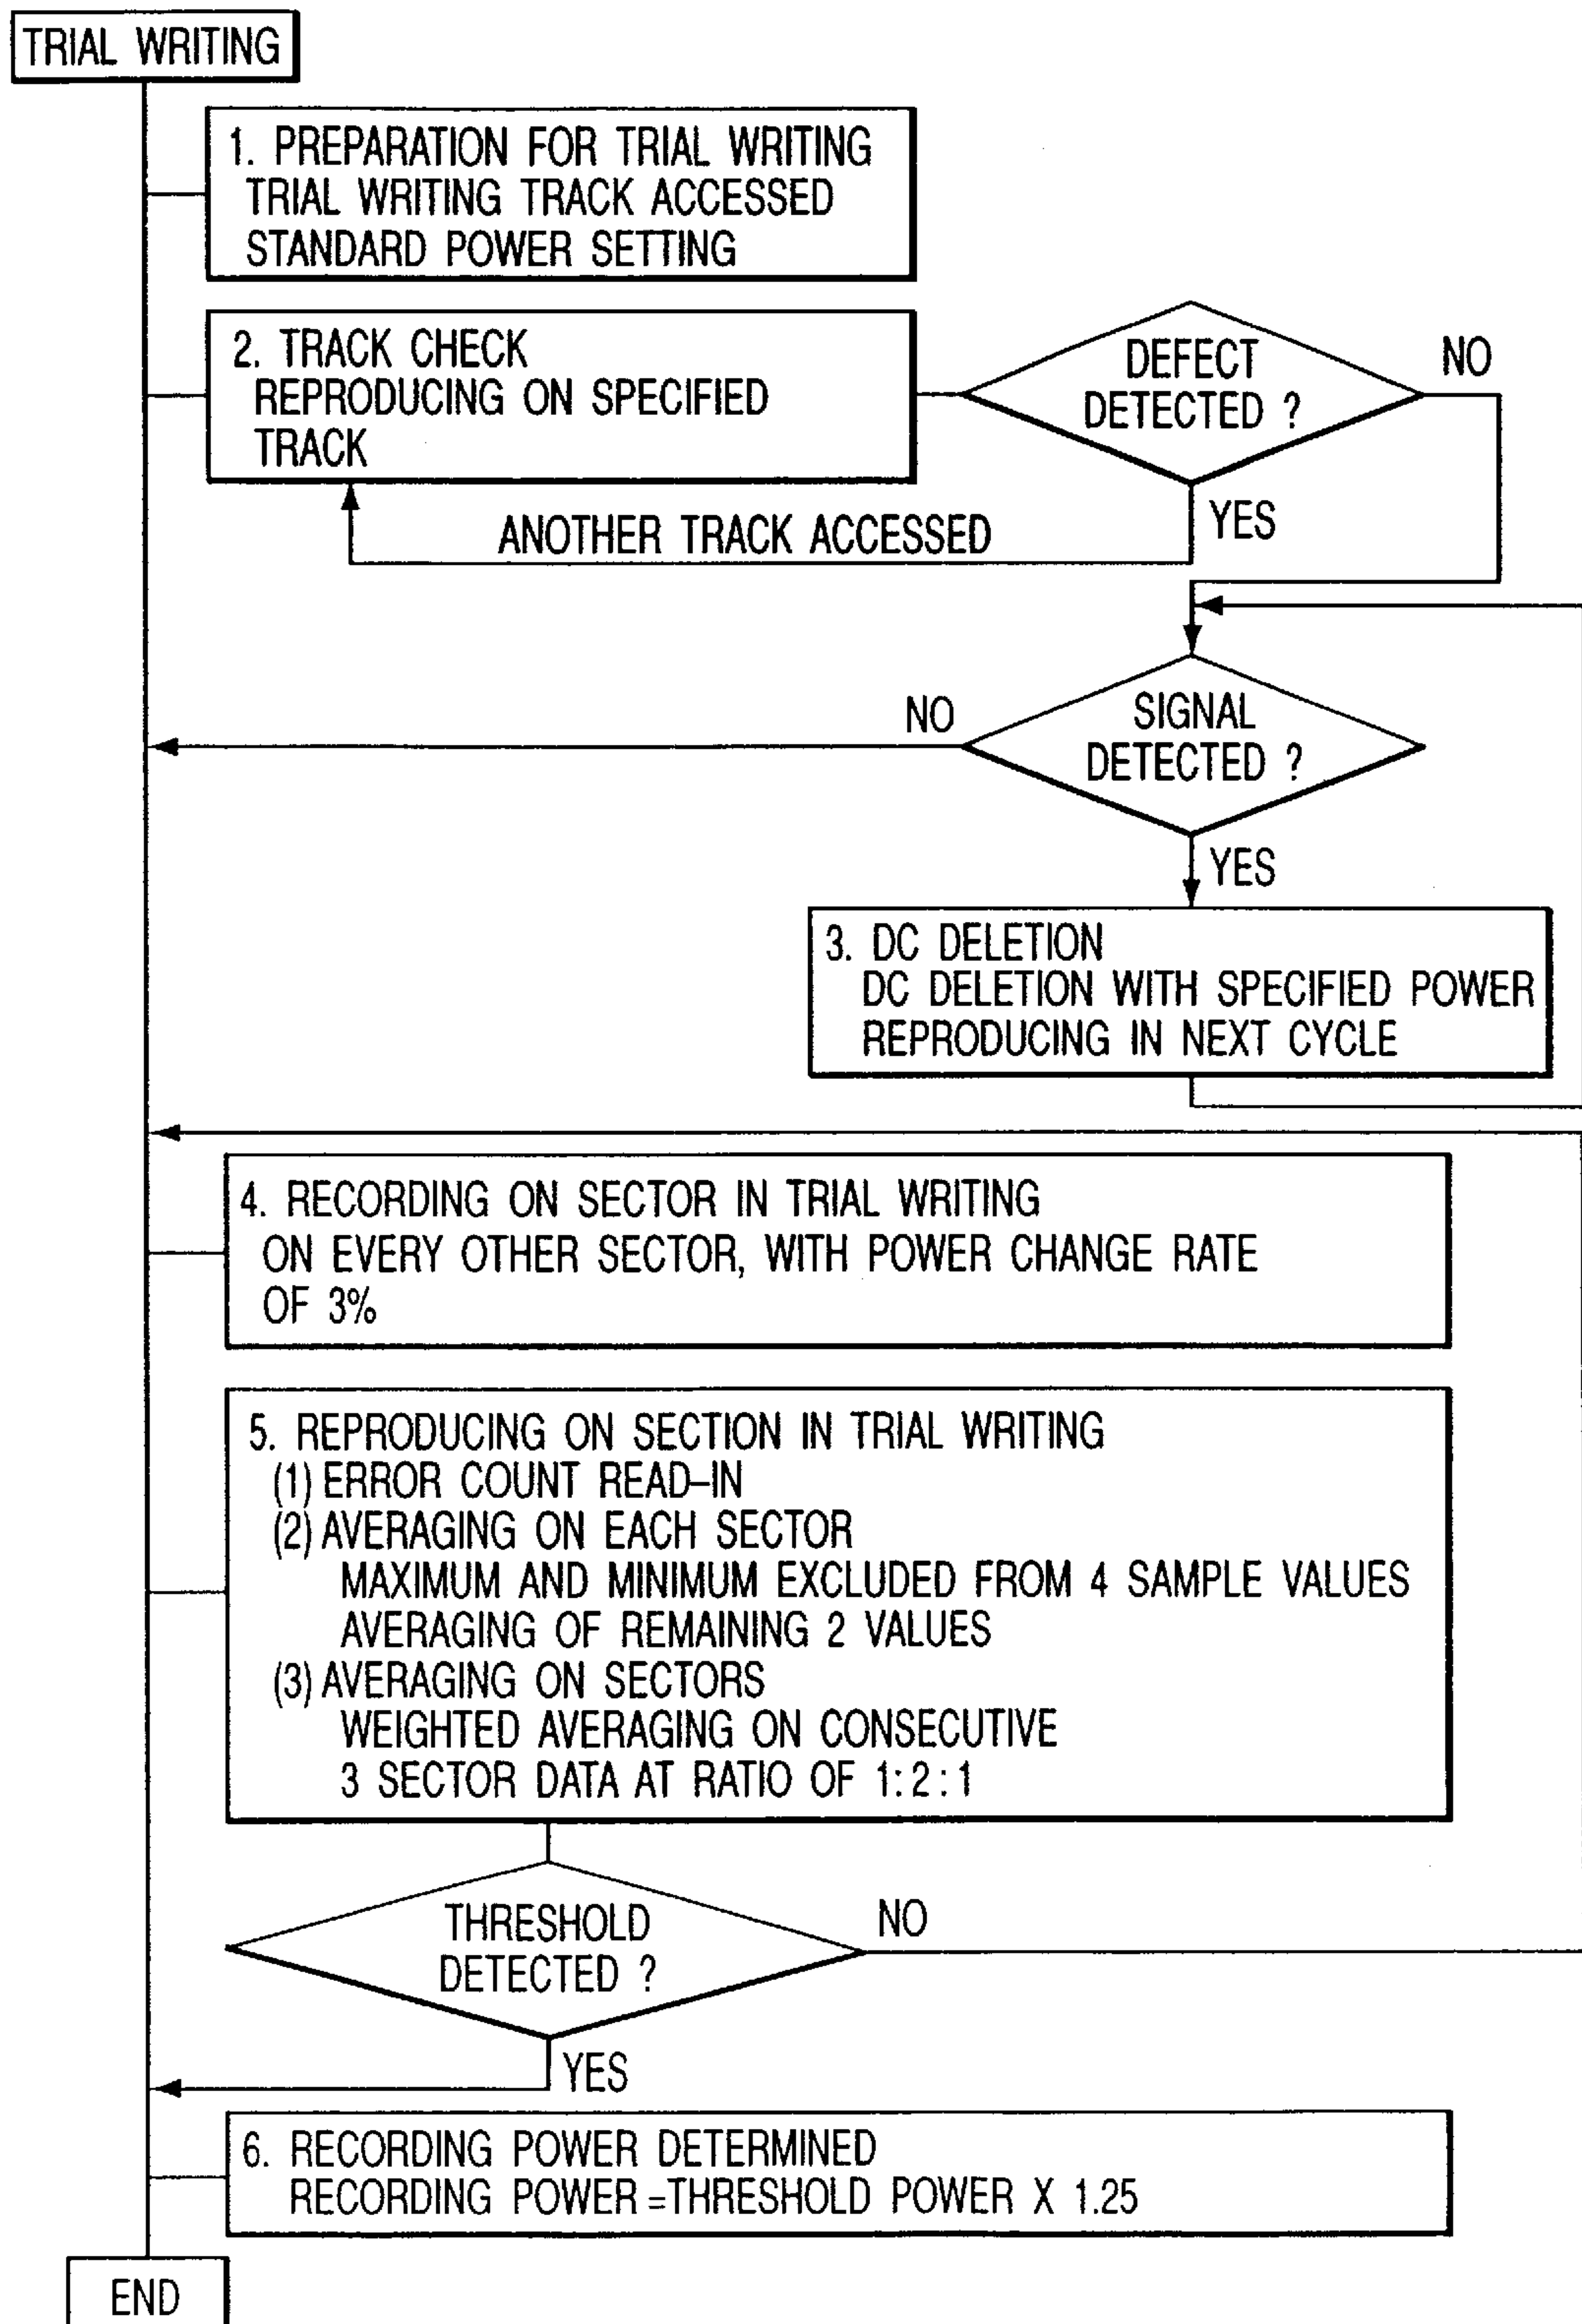 TRIAL WRITING
1. PREPARATION FOR TRIAL WRITING
TRIAL WRITING TRACK ACCESSED
STANDARD POWER SETTING
2. TRACK CHECK
REPRODUCING ON SPECIFIED
TRACK
DEFECT
DETECTED ?
NO
YES
ANOTHER TRACK ACCESSED
SIGNAL
DETECTED ?
NO
YES
3. DC DELETION
DC DELETION WITH SPECIFIED POWER
REPRODUCING IN NEXT CYCLE
4. RECORDING ON SECTOR IN TRIAL WRITING
ON EVERY OTHER SECTOR, WITH POWER CHANGE RATE
OF 3%
5. REPRODUCING ON SECTION IN TRIAL WRITING
(1) ERROR COUNT READ-IN
(2) AVERAGING ON EACH SECTOR
MAXIMUM AND MINIMUM EXCLUDED FROM 4 SAMPLE VALUES
AVERAGING OF REMAINING 2 VALUES
(3) AVERAGING ON SECTORS
WEIGHTED AVERAGING ON CONSECUTIVE
3 SECTOR DATA AT RATIO OF 1:2:1
THRESHOLD
DETECTED ?
NO
YES
6. RECORDING POWER DETERMINED
RECORDING POWER =THRESHOLD POWER X 1.25
END